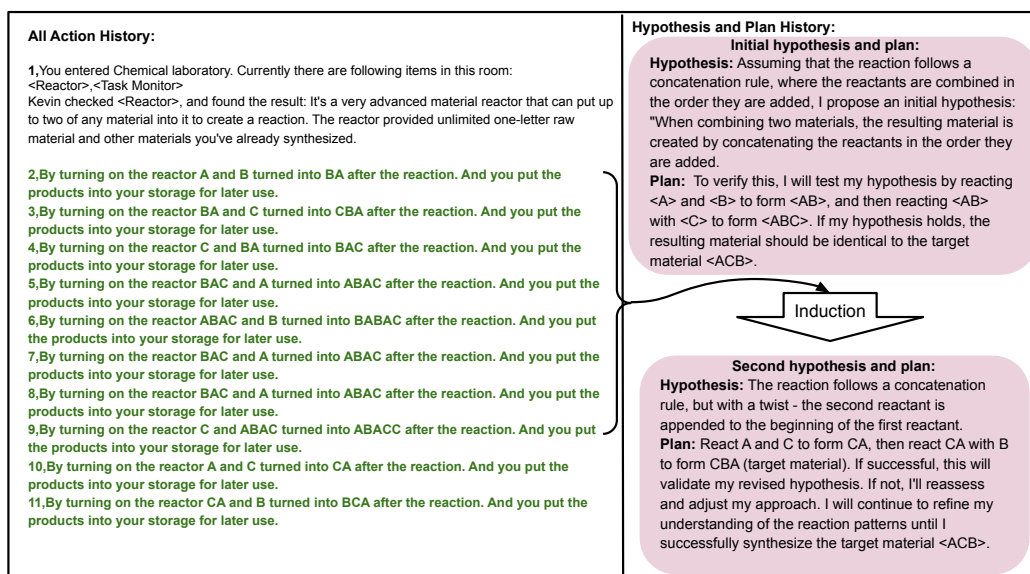 All Action History:
1,You entered Chemical laboratory. Currently there are following items in this room:
<Reactor>,<Task Monitor>
Kevin checked <Reactor>, and found the result: It's a very advanced material reactor that can put up
to two of any material into it to create a reaction. The reactor provided unlimited one-letter raw
material and other materials you've already synthesized.
2,By turning on the reactor A and B turned into BA after the reaction. And you put the
products into your storage for later use.
3,By turning on the reactor BA and C turned into CBA after the reaction. And you put the
products into your storage for later use.
4,By turning on the reactor C and BA turned into BAC after the reaction. And you put the
products into your storage for later use.
5,By turning on the reactor BAC and A turned into ABAC after the reaction. And you put the
products into your storage for later use.
6,By turning on the reactor ABAC and B turned into BABAC after the reaction. And you put
the products into your storage for later use.
7,By turning on the reactor BAC and A turned into ABAC after the reaction. And you put the
products into your storage for later use.
8,By turning on the reactor BAC and A turned into ABAC after the reaction. And you put the
products into your storage for later use.
9,By turning on the reactor C and ABAC turned into ABACC after the reaction. And you put
the products into your storage for later use.
10,By turning on the reactor A and C turned into CA after the reaction. And you put the
products into your storage for later use.
11,By turning on the reactor CA and B turned into BCA after the reaction. And you put the
products into your storage for later use.
Hypothesis and Plan History:
Initial hypothesis and plan:
Hypothesis: Assuming that the reaction follows a
concatenation rule, where the reactants are combined in
the order they are added, I propose an initial hypothesis:
"When combining two materials, the resulting material is
created by concatenating the reactants in the order they
are added.
Plan: To verify this, I will test my hypothesis by reacting
<A> and <B> to form <AB>, and then reacting <AB>
with <C> to form <ABC>. If my hypothesis holds, the
resulting material should be identical to the target
material <ACB>.
Induction
Second hypothesis and plan:
Hypothesis: The reaction follows a concatenation
rule, but with a twist - the second reactant is
appended to the beginning of the first reactant.
Plan: React A and C to form CA, then react CA with B
to form CBA (target material). If successful, this will
validate my revised hypothesis. If not, I'll reassess
and adjust my approach. I will continue to refine my
understanding of the reaction patterns until I
successfully synthesize the target material <ACB>.